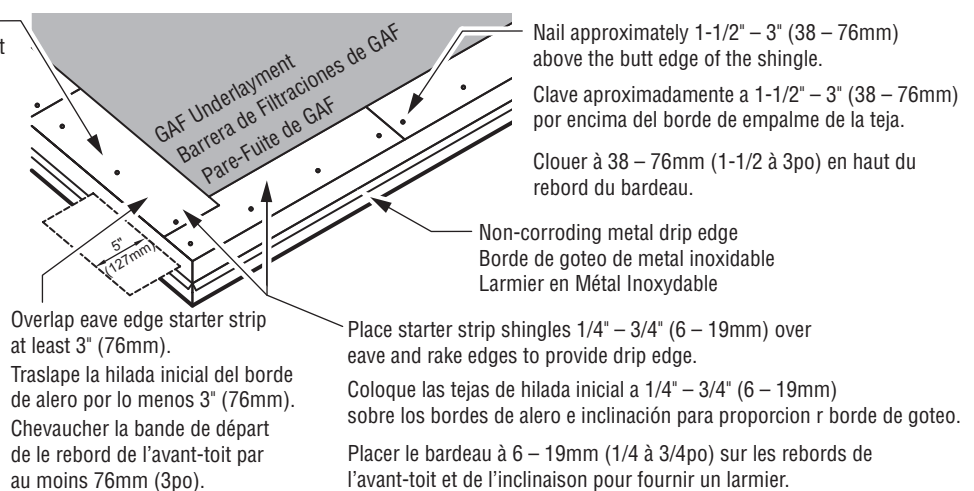 t
GAF Underlayment
Barrera de Filtraciones de GAF
Pare-Fuite de GAF
Nail approximately 1-1/2" – 3" (38 – 76mm)
above the butt edge of the shingle.
Clave aproximadamente a 1-1/2" – 3" (38 – 76mm)
por encima del borde de empalme de la teja.
Clouer à 38 – 76mm (1-1/2 à 3po) en haut du
rebord du bardeau.
Non-corroding metal drip edge
Borde de goteo de metal inoxidable
Larmier en Métal Inoxydable
5"
(127mm)
Overlap eave edge starter strip
at least 3" (76mm).
Traslape la hilada inicial del borde
de alero por lo menos 3" (76mm).
Chevaucher la bande de départ
de le rebord de l’avant-toit par
au moins 76mm (3po).
Place starter strip shingles 1/4" – 3/4" (6 – 19mm) over
eave and rake edges to provide drip edge.
Coloque las tejas de hilada inicial a 1/4" – 3/4" (6 – 19mm)
sobre los bordes de alero e inclinación para proporcion r borde de goteo.
Placer le bardeau à 6 – 19mm (1/4 à 3/4po) sur les rebords de
l’avant-toit et de l’inclinaison pour fournir un larmier.